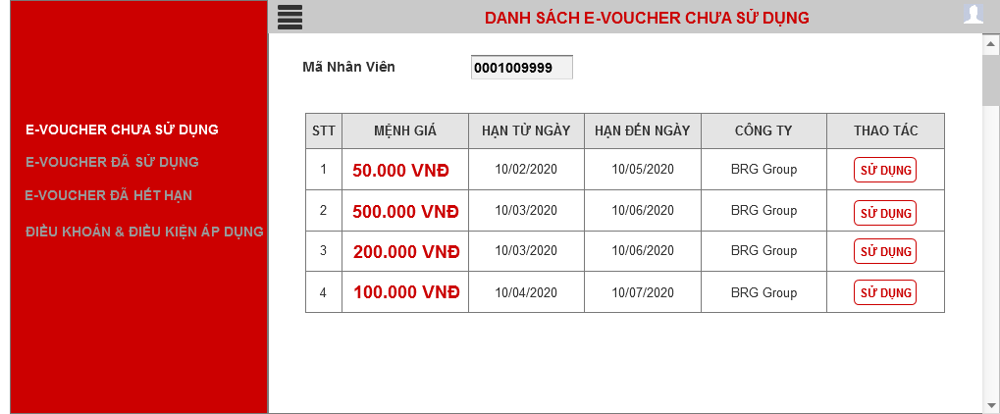 DANH SÁCH E-VOUCHER CHƯA SỬ DỤNG
E-VOUCHER CHƯA SỬ DỤNG
E-VOUCHER ĐÃ SỬ DỤNG
E-VOUCHER ĐÃ HẾT HẠN
ĐIỀU KHOẢN & ĐIỀU KIỆN ÁP DỤNG
Mã Nhân Viên 0001009999
STT MỆNH GIÁ HẠN TỪ NGÀY HẠN ĐẾN NGÀY CÔNG TY THAO TÁC
1 50.000 VNĐ 10/02/2020 10/05/2020 BRG Group SỬ DỤNG
2 500.000 VNĐ 10/03/2020 10/06/2020 BRG Group SỬ DỤNG
3 200.000 VNĐ 10/03/2020 10/06/2020 BRG Group SỬ DỤNG
4 100.000 VNĐ 10/04/2020 10/07/2020 BRG Group SỬ DỤNG